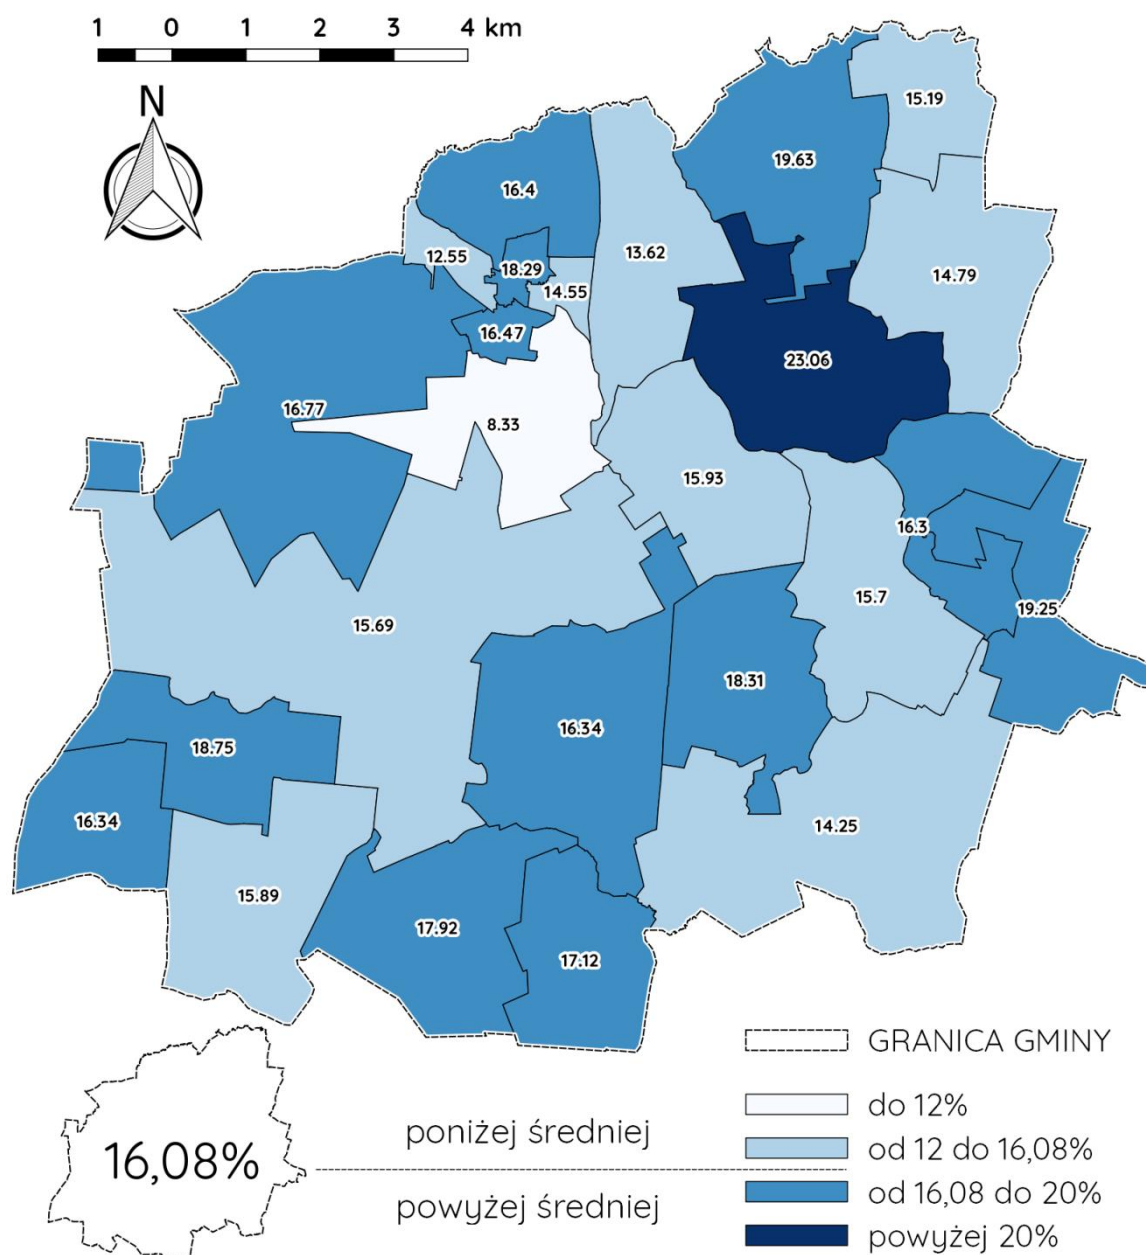 1 0 1 2 3 4 km
N
15.19
19.63
16.4
12.55
13.62
18.29
14.79
14.55
16.47
23.06
16.77
8.33
15.93
16.3
15.7
19.25
15.69
18.31
16.34
18.75
16.34
14.25
15.89
17.92
17.12
GRANICA GMINY
do 12%
od 12 do 16,08%
od 16,08 do 20%
powyżej 20%
16,08%
poniżej średniej
powyżej średniej